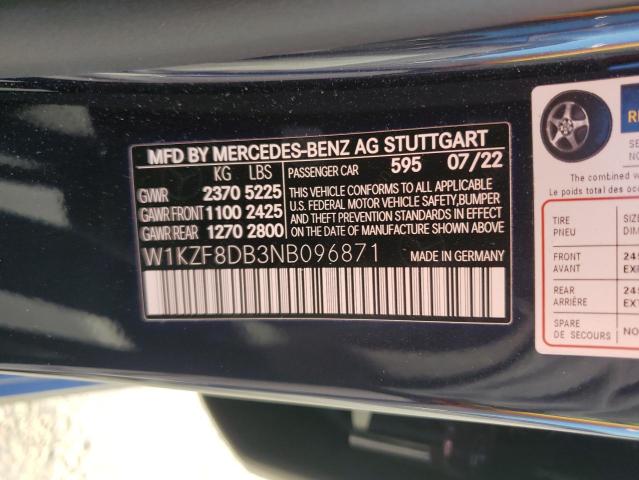 MFD BY MERCEDES-BENZ AG STUTTGART
KG LBS PASSENGER CAR 595 07/22
GVWR 2370 5225
GAWR FRONT 1100 2425
GAWR REAR 1270 2800
THIS VEHICLE CONFORMS TO ALL APPLICABLE
U.S. FEDERAL MOTOR VEHICLE SAFETY,BUMPER
AND THEFT PREVENTION STANDARDS IN EFFECT
ON THE DATE OF MANUFACTURE SHOWN ABOVE.
W1KZF8DB3NB096871 MADE IN GERMANY
The combined w
Le poids total des oc
TIRE
PNEU
FRONT
AVANT
REAR
ARRIÈRE
SPARE
DE SECOURS